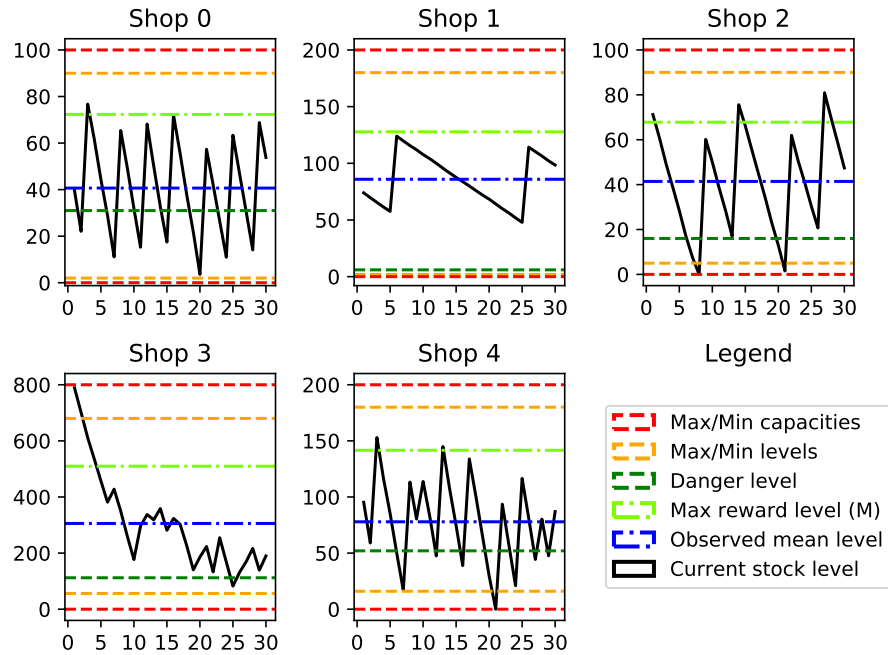 Shop 0
Shop 1
Shop 2
100
80
60
40
20
0
0 5 10 15 20 25 30
200
150
100
50
0
0 5 10 15 20 25 30
100
80
60
40
20
0
0 5 10 15 20 25 30
Shop 3
Shop 4
Legend
800
600
400
200
0
0 5 10 15 20 25 30
200
150
100
50
0
0 5 10 15 20 25 30
Max/Min capacities
Max/Min levels
Danger level
Max reward level (M)
Observed mean level
Current stock level